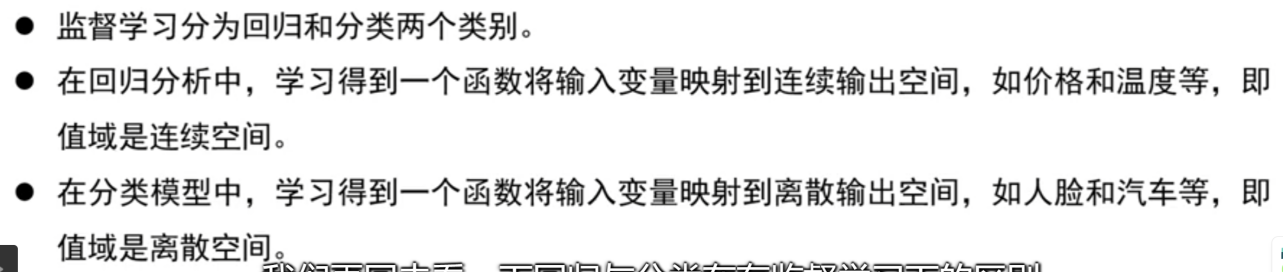 ● 监督学习分为回归和分类两个类别。
● 在回归分析中，学习得到一个函数将输入变量映射到连续输出空间，如价格和温度等，即
值域是连续空间。
● 在分类模型中，学习得到一个函数将输入变量映射到离散输出空间，如人脸和汽车等，即
值域是离散空间。